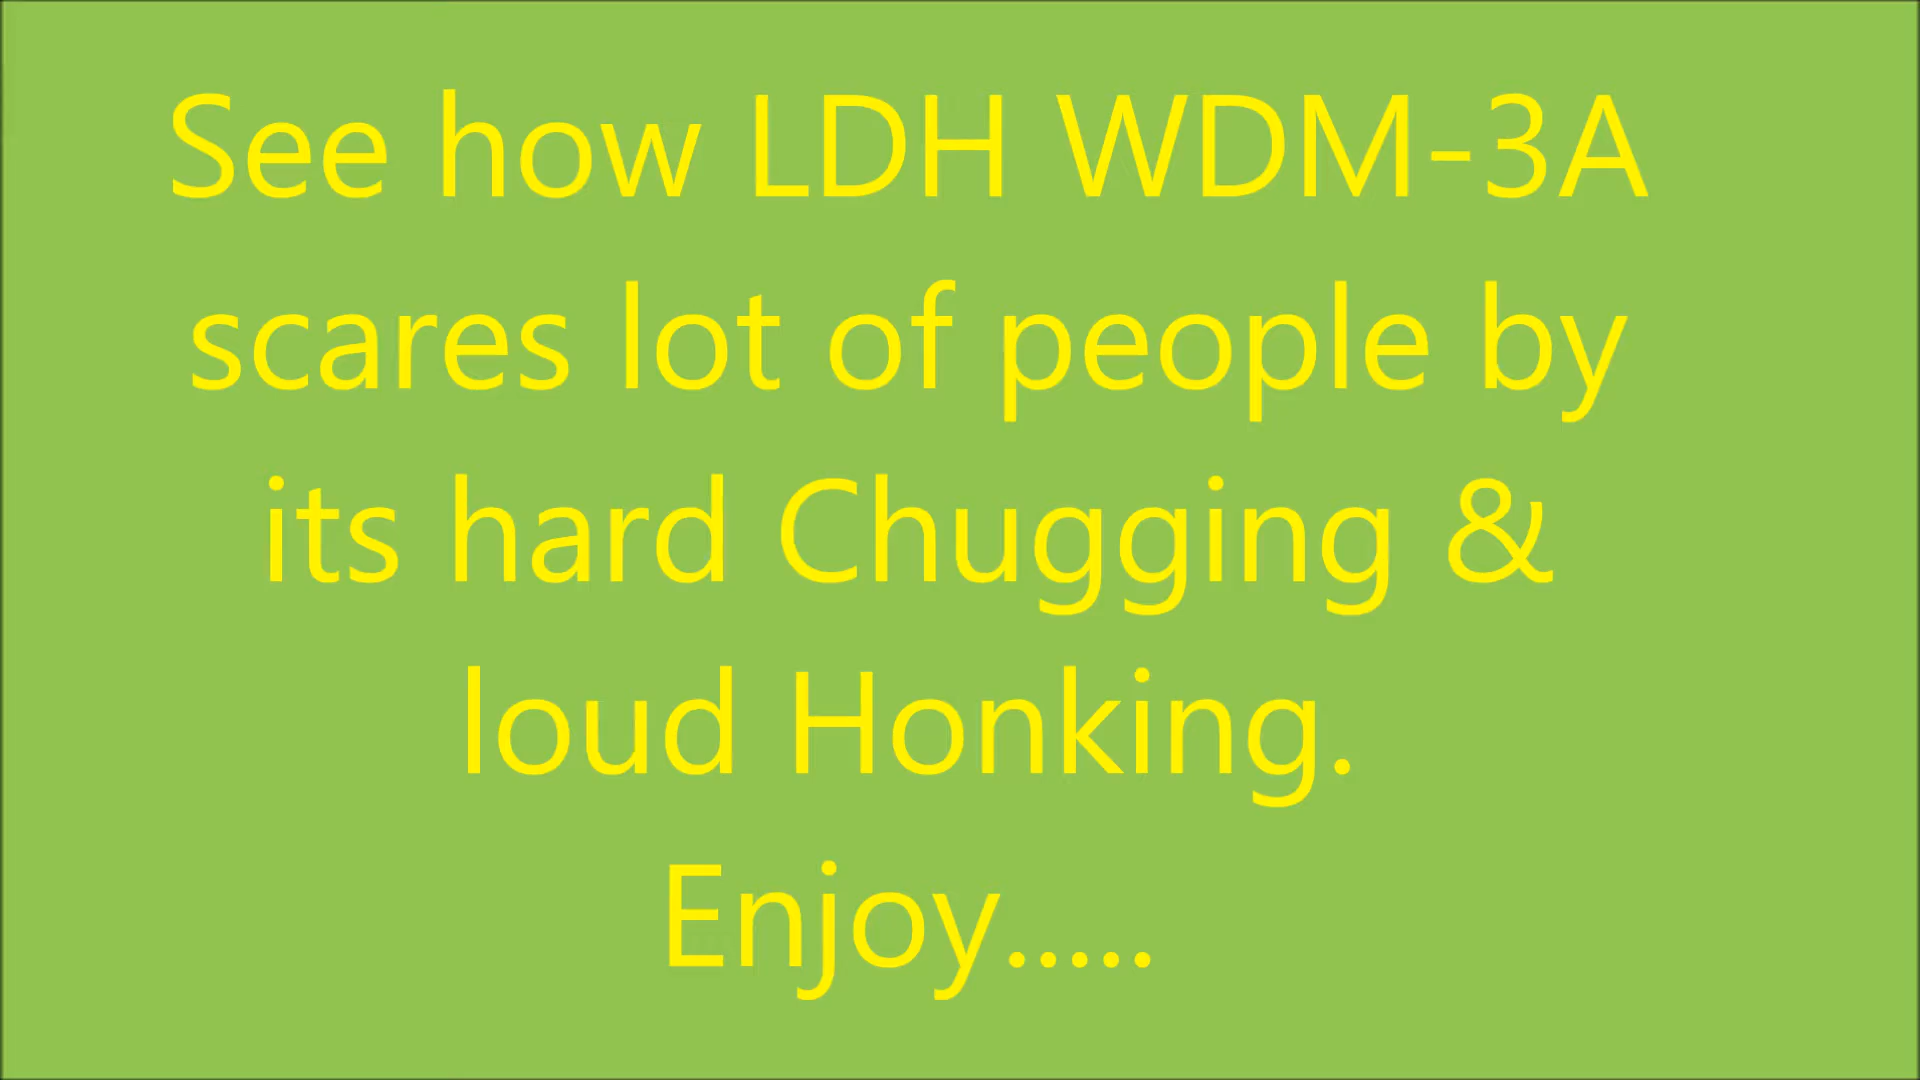 See how LDH WDM-3A
scares lot of people by
its hard Chugging &
loud Honking.
Enjoy.....